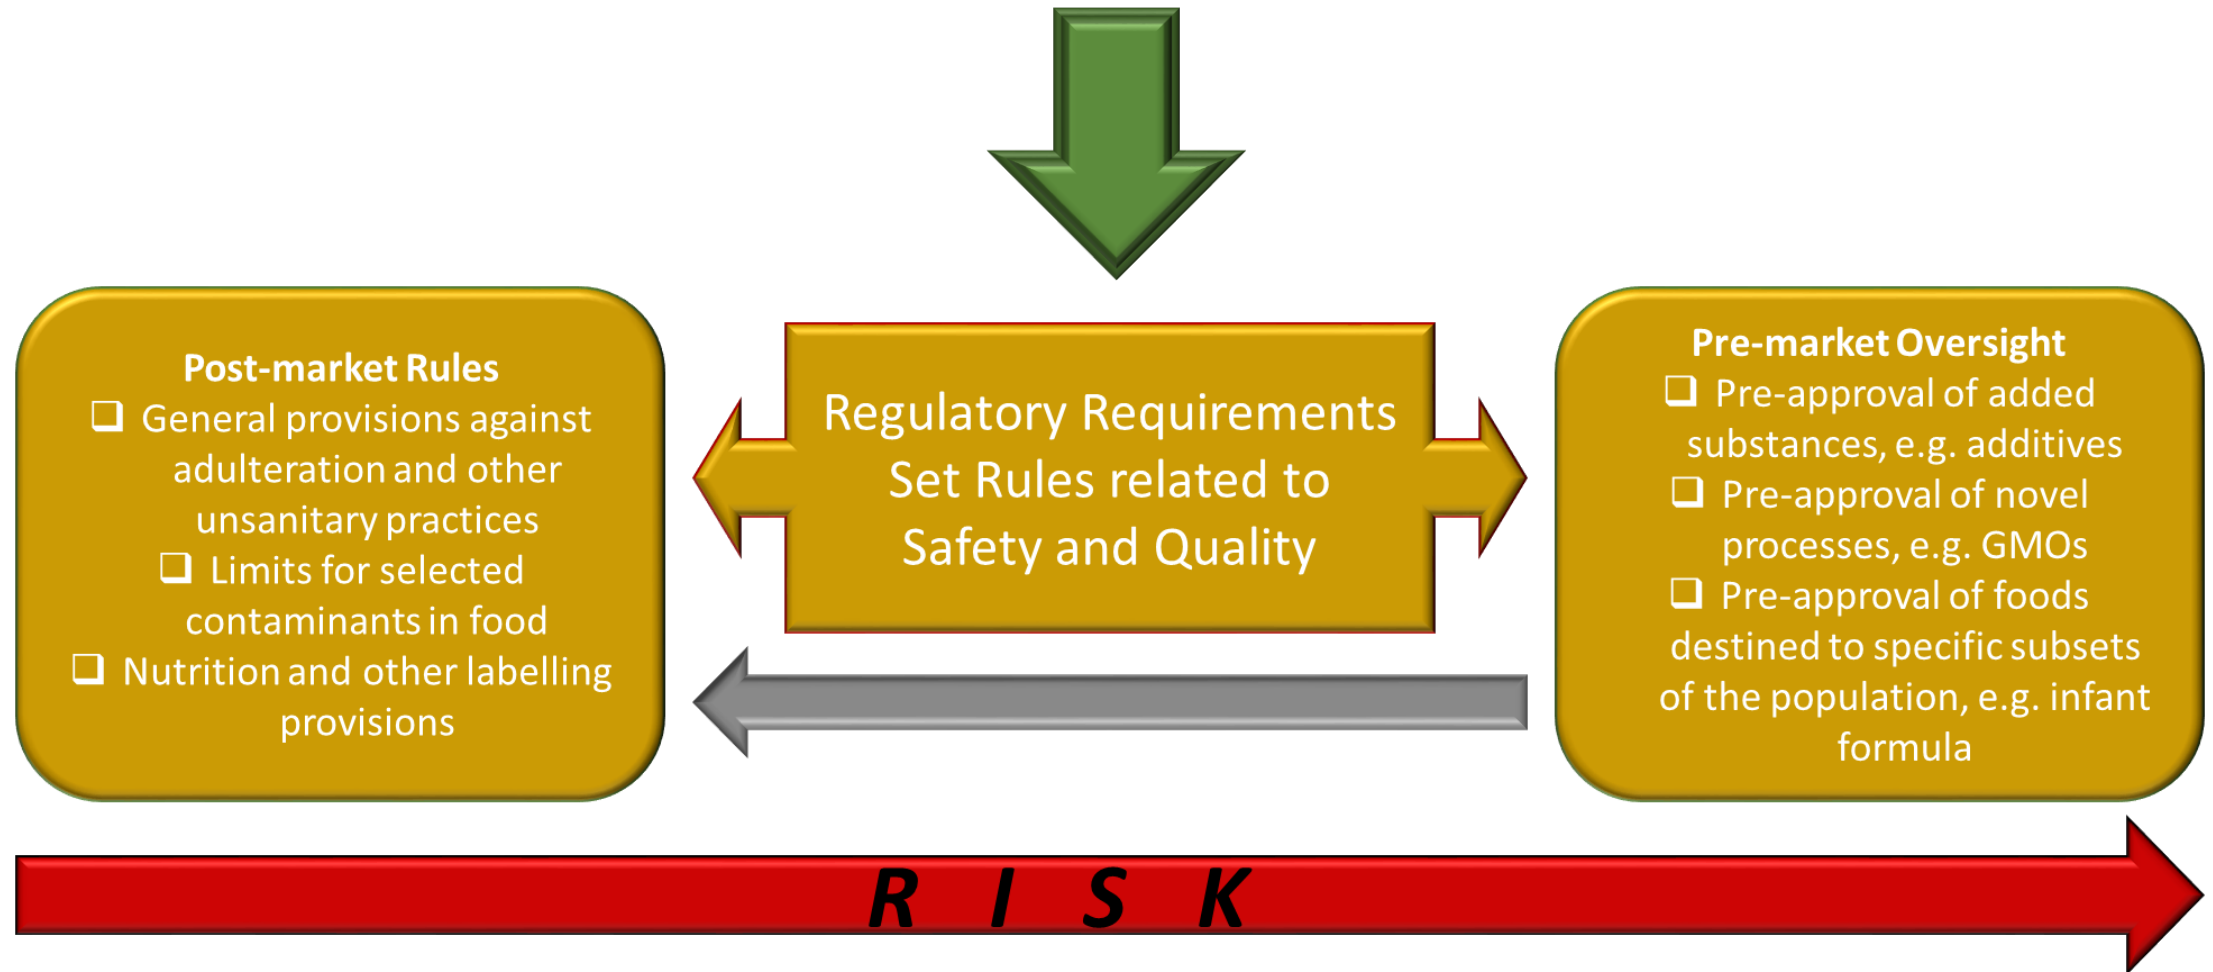 Post-market Rules
❑ General provisions against
adulteration and other
unsanitary practices
❑ Limits for selected
contaminants in food
❑ Nutrition and other labelling
provisions
Regulatory Requirements
Set Rules related to
Safety and Quality
Pre-market Oversight
❑ Pre-approval of added
substances, e.g. additives
❑ Pre-approval of novel
processes, e.g. GMOs
❑ Pre-approval of foods
destined to specific subsets
of the population, e.g. infant
formula
R I S K